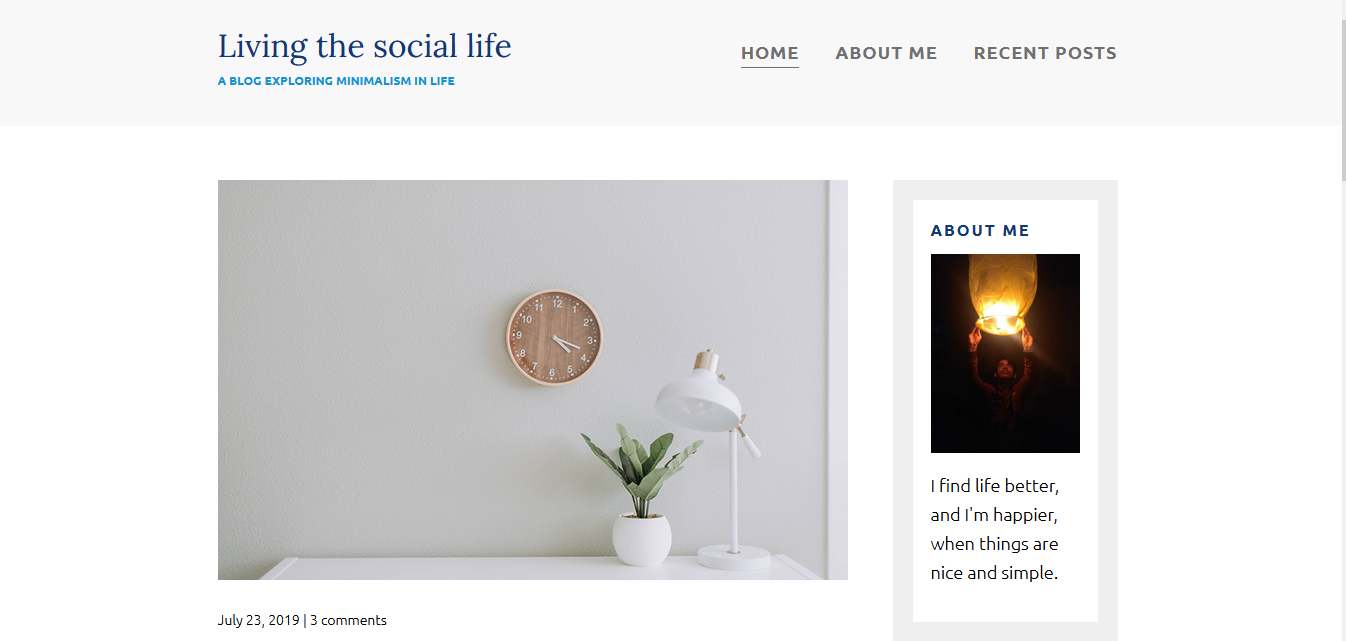 Living the social life
A BLOG EXPLORING MINIMALISM IN LIFE
HOME ABOUT ME RECENT POSTS
12
1
2
3
4
5
6
7
8
9
10
11
July 23, 2019 | 3 comments
ABOUT ME
I find life better,
and I'm happier,
when things are
nice and simple.